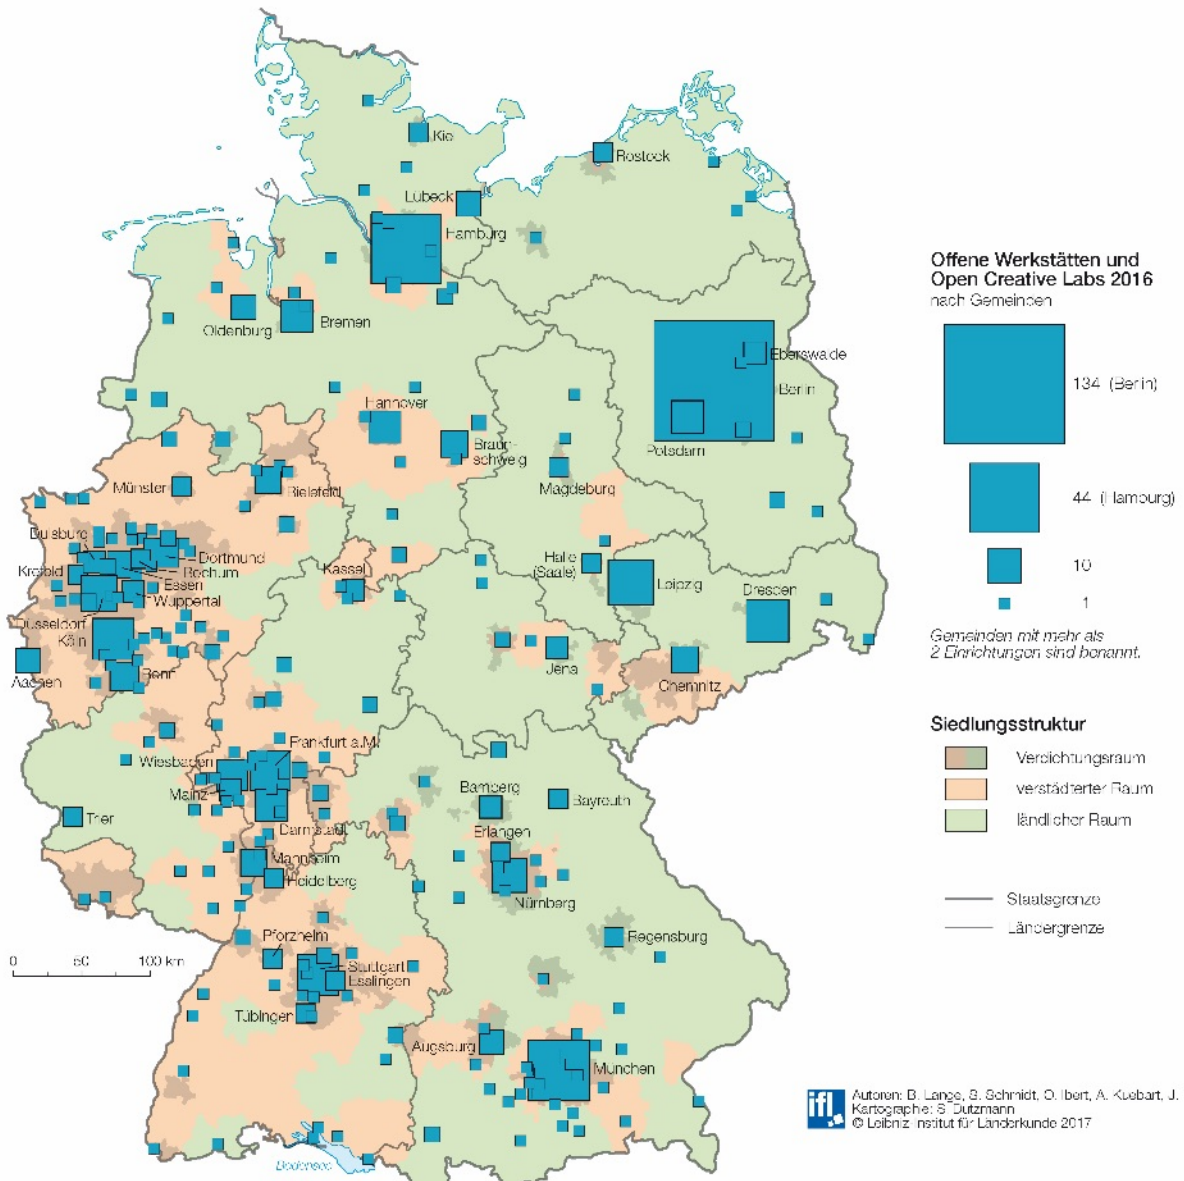 Kiel
Rostock
Lübeck
Hamburg
Oldenburg
Bremen
Eberswalde
Berlin
Potsdam
Hannover
Braun-
schweig
Magdeburg
Münster
Bielefeld
Duisburg
Dortmund
Bochum
Krefeld
Essen
Wuppertal
Düsseldorf
Köln
Aachen
Bonn
Kassel
Halle
(Saale)
Leipzig
Dresden
Jena
Chemnitz
Frankfurt a.M.
Wiesbaden
Mainz
Darmstadt
Trier
Bamberg
Bayreuth
Erlangen
Nürnberg
Mannheim
Heidelberg
Regensburg
Pforzheim
Stuttgart
Esslingen
Tübingen
Augsburg
München
Bodensee
0 50 100 km
Offene Werkstätten und
Open Creative Labs 2016
nach Gemeinden
134 (Berlin)
44 (Hamburg)
10
1
Gemeinden mit mehr als
2 Einrichtungen sind benannt.
Siedlungsstruktur
Verdichtungsraum
verstädterter Raum
ländlicher Raum
Staatsgrenze
Ländergrenze
ifl
Autoren: B. Lange, S. Schmidt, O. Ibert, A. Kuebart, J.
Kartographie: S. Dutzmann
© Leibniz Institut für Länderkunde 2017